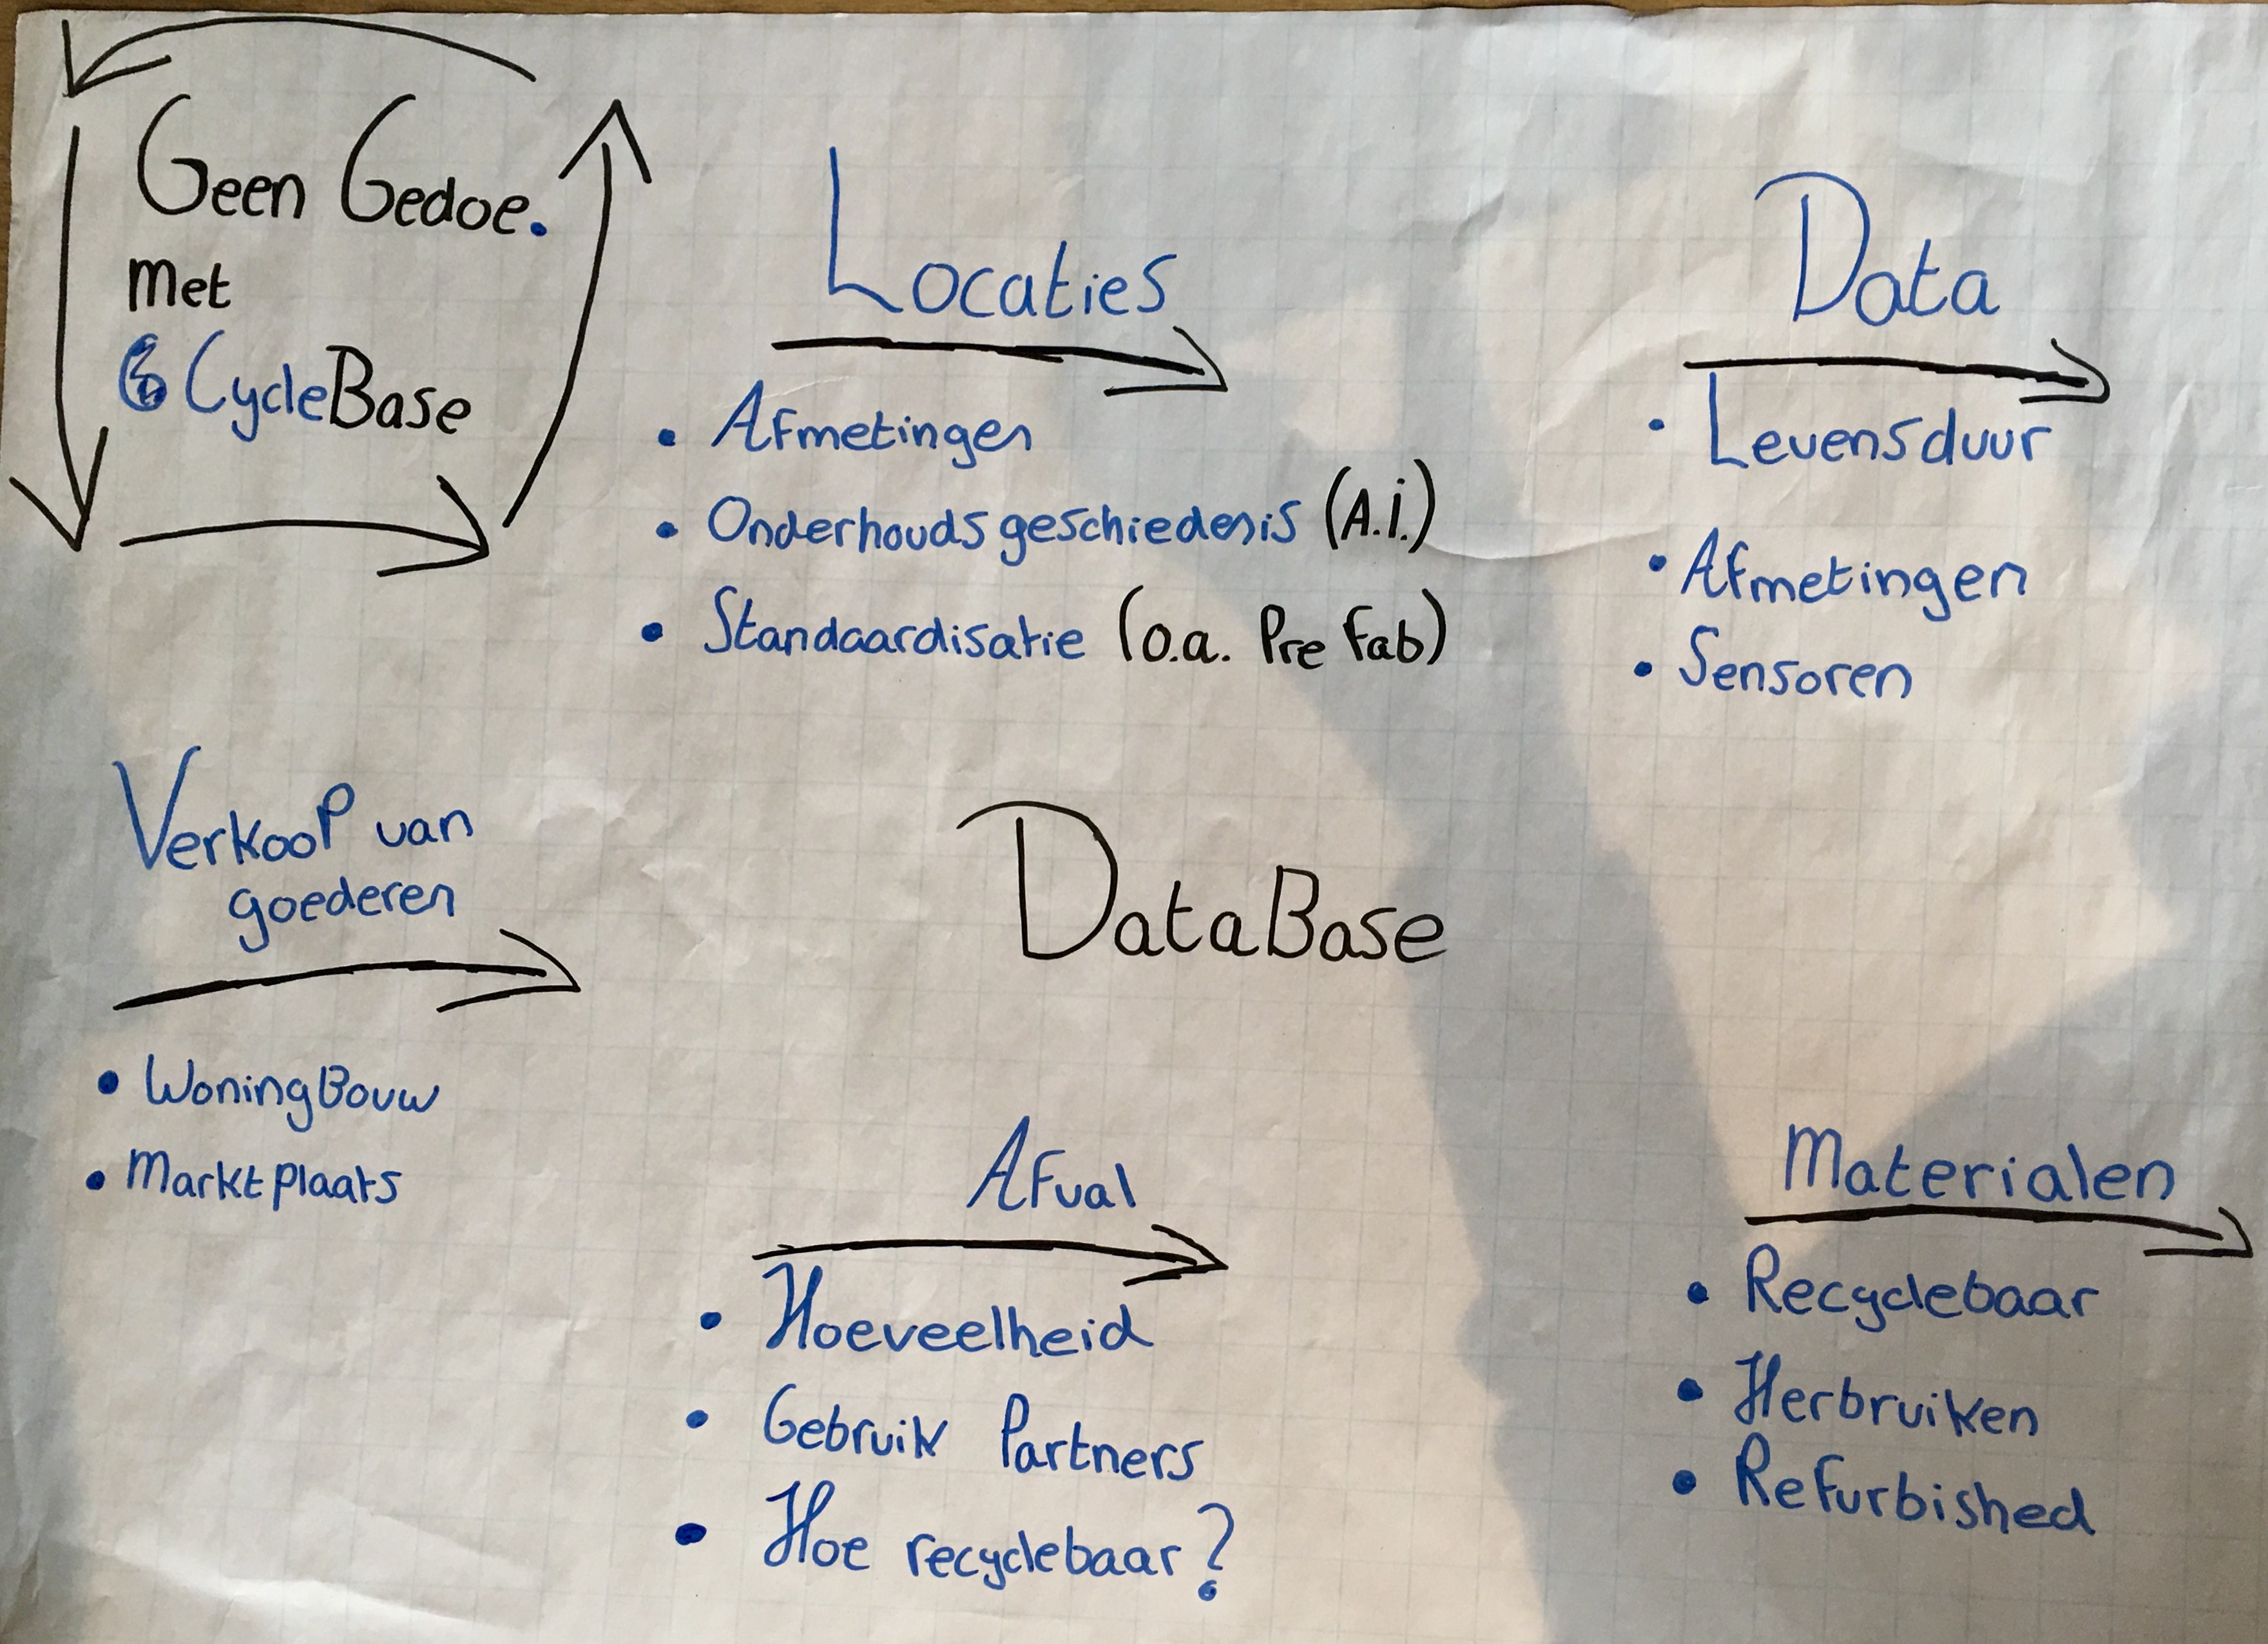 Geen Gedoe.
met
CycleBase
Locaties
• Afmetingen
• Onderhoudsgeschiedenis (A.i.)
• Standaardisatie (o.a. Pre fab)
Data
• Levensduur
• Afmetingen
• Sensoren
Verkoop van
goederen
• WoningBouw
• Marktplaats
DataBase
Afval
• Hoeveelheid
• Gebruik Partners
• Hoe recyclebaar?
Materialen
• Recyclebaar
• Herbruiken
• Refurbished